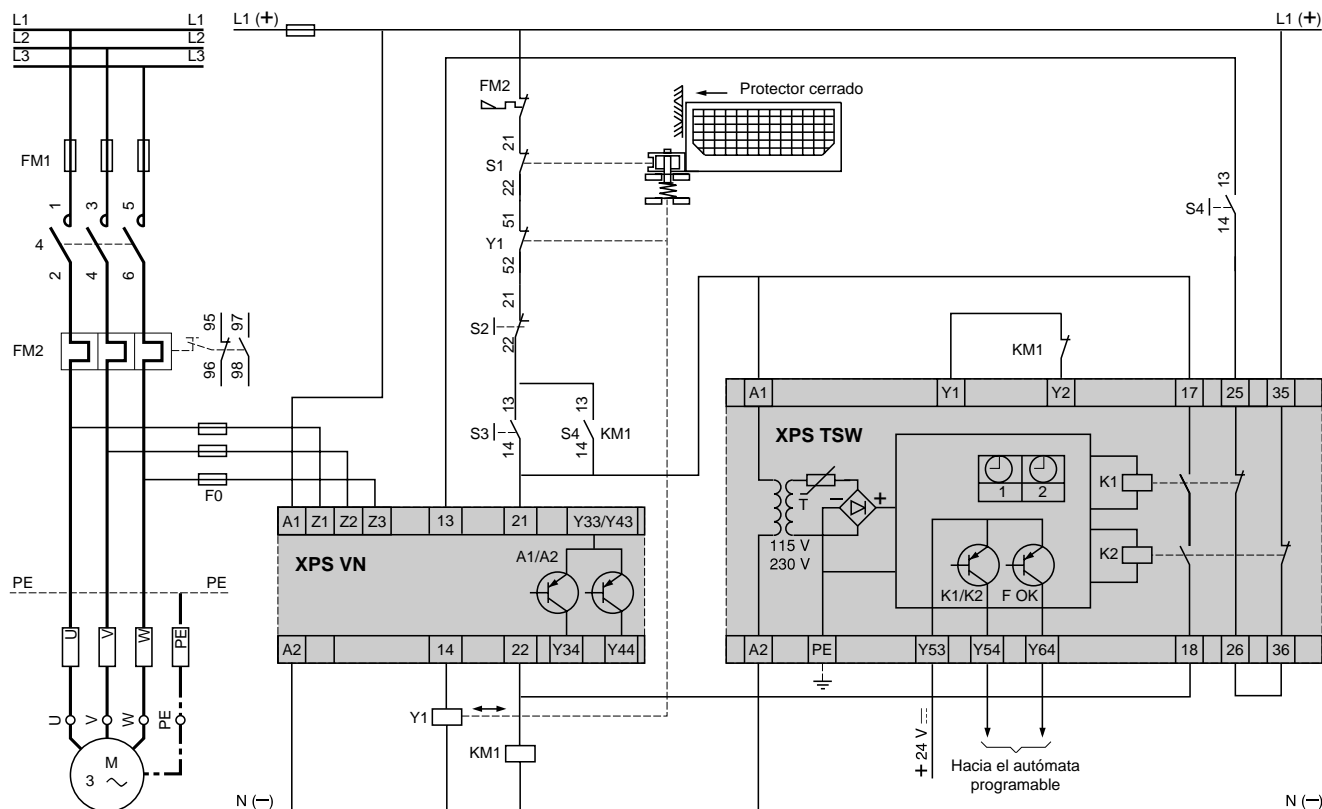 L1 L1 L1 (+) L1 (+)
L2 L2
L3 L3
FM2 Protector cerrado
FM1
21
S1
22
13
S4
14
1 3 5
51
Y1
52
4
2 4 6
21
S2
22
95 97
FM2
96 98
KM1
A1 Y1 Y2 17 25 35
13 13
S3 S4 KM1
14 14
XPS TSW
F0
1 2
K1
T
− +
A1 Z1 Z2 Z3 13 21 Y33/Y43
115 V
230 V
XPS VN A1/A2
K2
K1/K2 F OK
PE PE
U V W PE
A2 14 22 Y34 Y44
A2 PE Y53 Y54 Y64 18 26 36
Y1
U V W PE
KM1
+ 24 V
M
3
Hacia el autómata
programable
N (−) N (−)